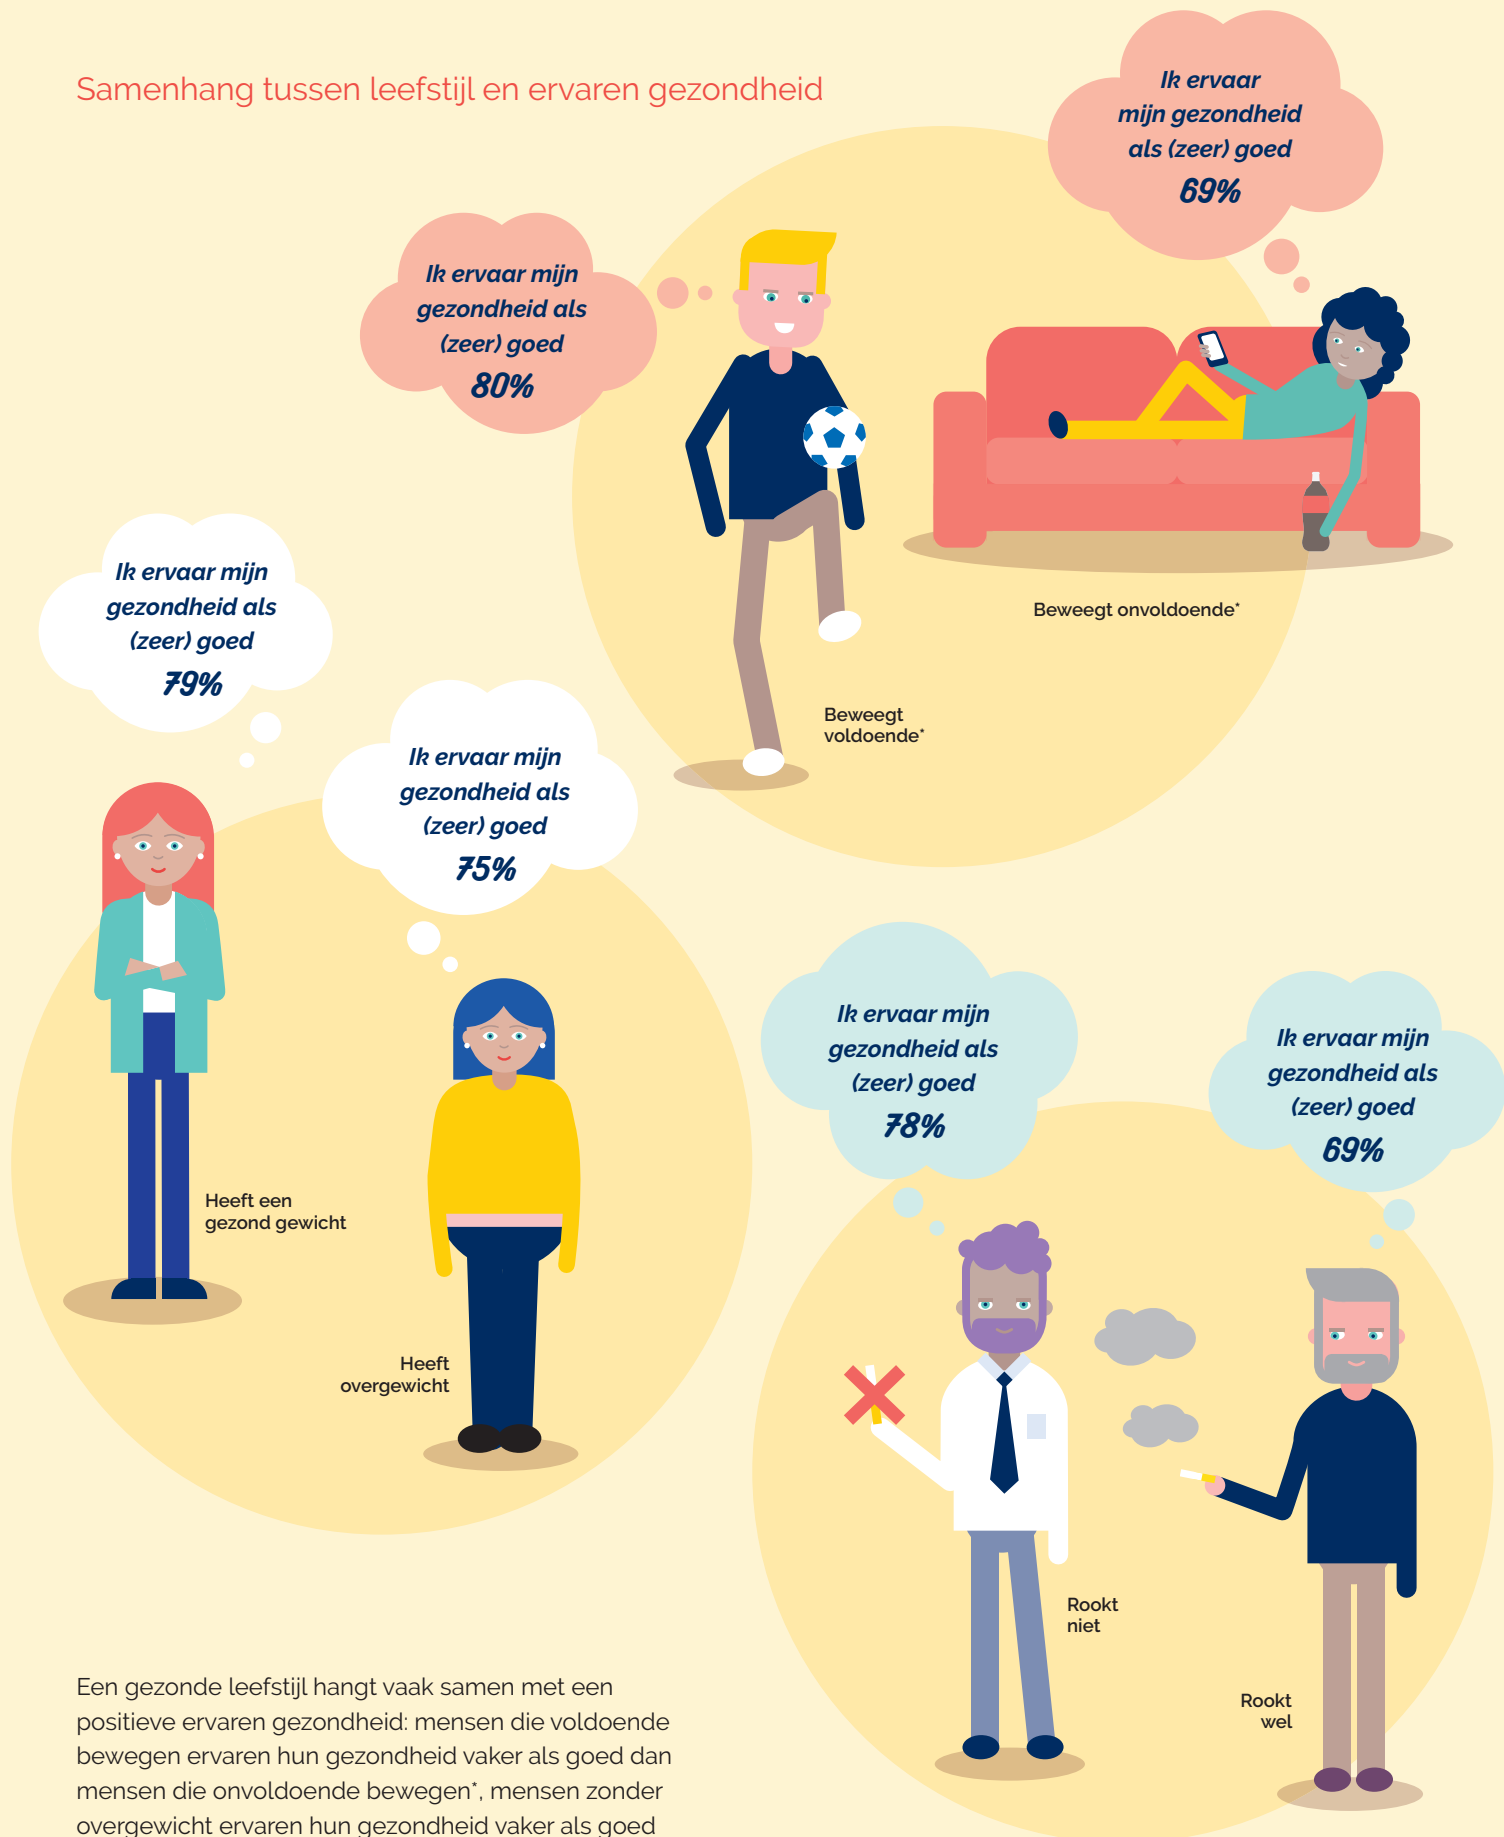 Samenhang tussen leefstijl en ervaren gezondheid
Ik ervaar
mijn gezondheid
als (zeer) goed
69%
Ik ervaar mijn
gezondheid als
(zeer) goed
80%
Beweegt onvoldoende*
Beweegt
voldoende*
Ik ervaar mijn
gezondheid als
(zeer) goed
79%
Ik ervaar mijn
gezondheid als
(zeer) goed
75%
Heeft een
gezond gewicht
Heeft
overgewicht
Ik ervaar mijn
gezondheid als
(zeer) goed
78%
Ik ervaar mijn
gezondheid als
(zeer) goed
69%
Rookt
niet
Rookt
wel
Een gezonde leefstijl hangt vaak samen met een
positieve ervaren gezondheid: mensen die voldoende
bewegen ervaren hun gezondheid vaker als goed dan
mensen die onvoldoende bewegen*, mensen zonder
overgewicht ervaren hun gezondheid vaker als goed